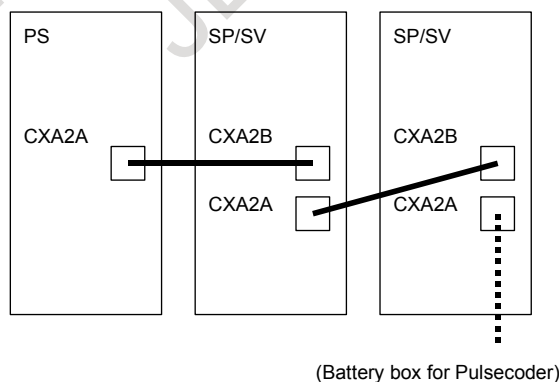 PS
SP/SV
SP/SV
CXA2A
CXA2B
CXA2B
CXA2A
CXA2A
(Battery box for Pulsecoder)